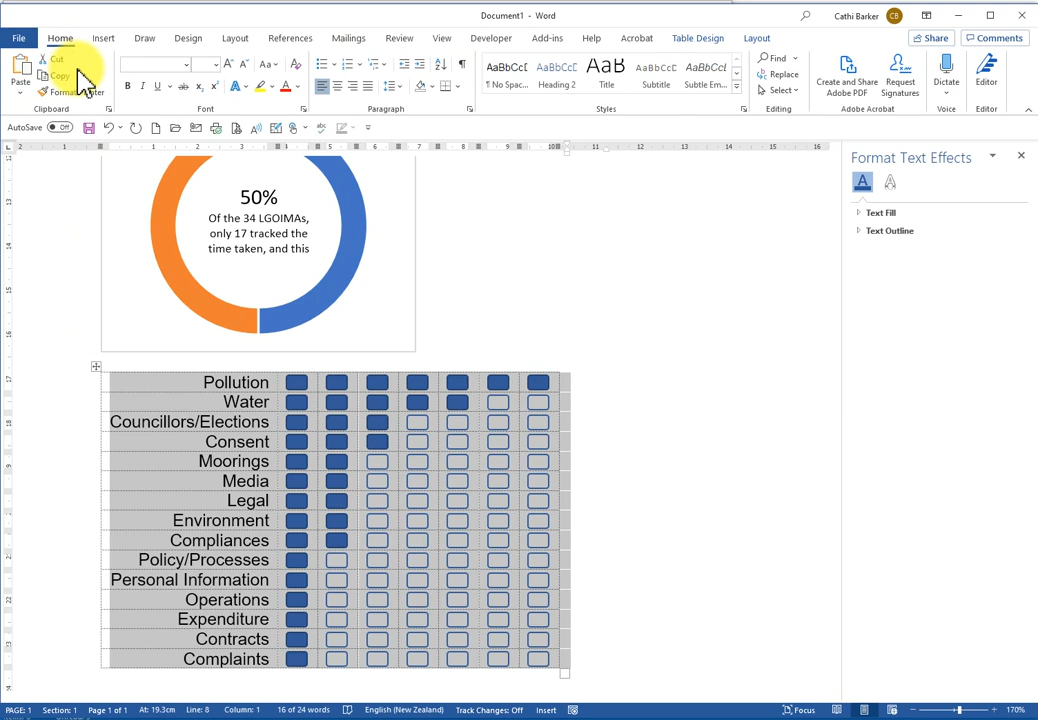 Document1 - Word
Cathi Barker
CB
File Home Insert Draw Design Layout References Mailings Review View Developer Add-ins Help Acrobat Table Design Layout
Share
Comments
Paste
Cut
Copy
Clipboard
Font
Paragraph
AaBbCcI
¶ No Spac...
AaBbCcD
Heading 2
AaB
Title
AaBbCcD
Subtitle
AaBbCcI
Subtle Em...
Styles
Find
Replace
Select
Editing
Create and Share
Adobe PDF
Request
Signatures
Adobe Acrobat
Dictate
Voice
Editor
Editor
AutoSave Off
Format Text Effects
Text Fill
Text Outline
50%
Of the 34 LGOIMAs,
only 17 tracked the
time taken, and this
Pollution
Water
Councillors/Elections
Consent
Moorings
Media
Legal
Environment
Compliances
Policy/Processes
Personal Information
Operations
Expenditure
Contracts
Complaints
PAGE: 1 Section: 1 Page 1 of 1 At: 19.3cm Line: 8 Column: 1 16 of 24 words English (New Zealand) Track Changes: Off Insert
Focus
170%